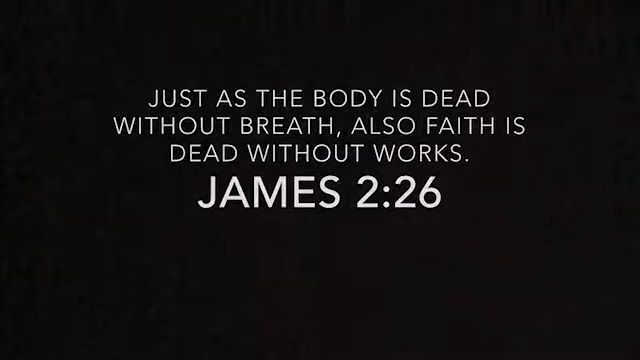 JUST AS THE BODY IS DEAD
WITHOUT BREATH, ALSO FAITH IS
DEAD WITHOUT WORKS.
JAMES 2:26